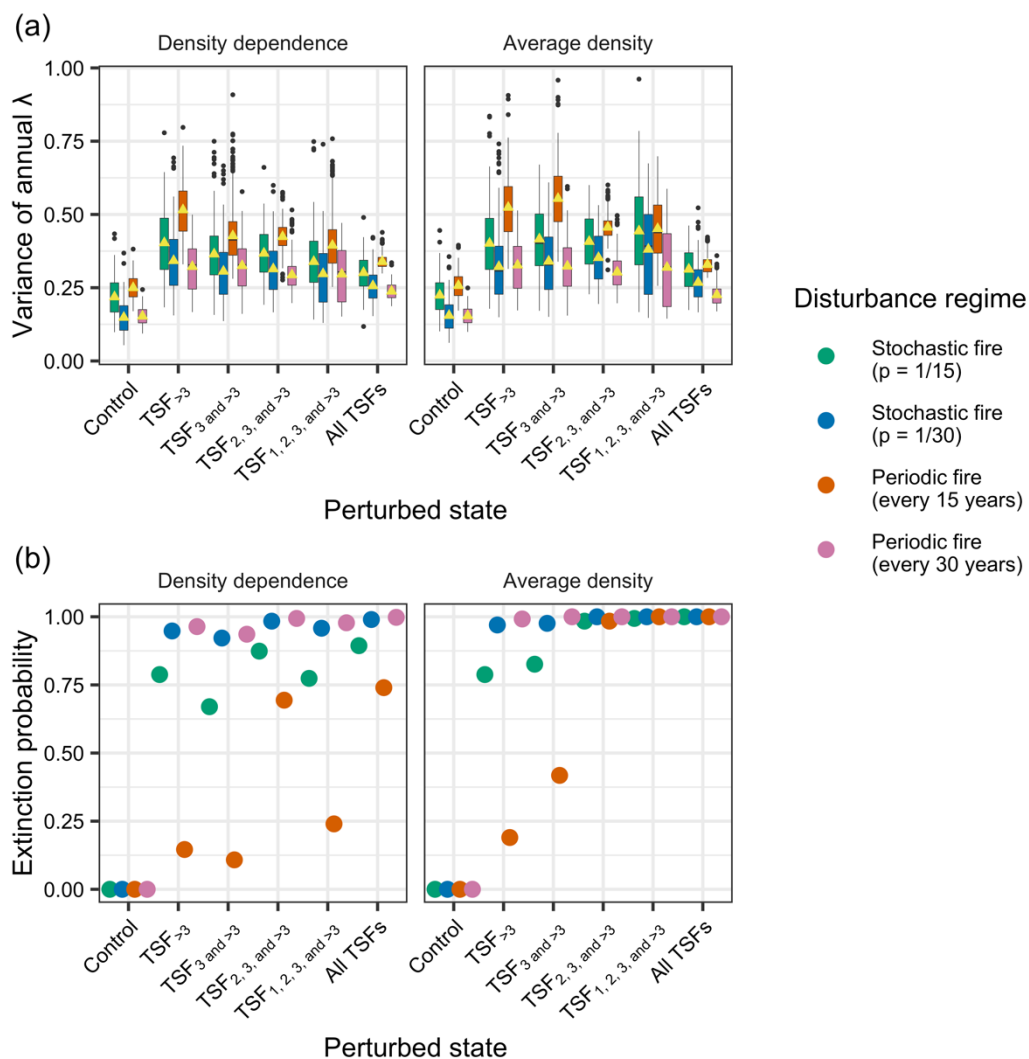 (a)
Density dependence
Average density
Variance of annual λ
1.00
0.75
0.50
0.25
0.00
Control
TSF>3
TSF3 and >3
TSF2, 3, and >3
TSF1, 2, 3, and >3
All TSFs
Control
TSF>3
TSF3 and >3
TSF2, 3, and >3
TSF1, 2, 3, and >3
All TSFs
Perturbed state
Disturbance regime
Stochastic fire
(p = 1/15)
Stochastic fire
(p = 1/30)
Periodic fire
(every 15 years)
Periodic fire
(every 30 years)
(b)
Density dependence
Average density
Extinction probability
1.00
0.75
0.50
0.25
0.00
Control
TSF>3
TSF3 and >3
TSF2, 3, and >3
TSF1, 2, 3, and >3
All TSFs
Control
TSF>3
TSF3 and >3
TSF2, 3, and >3
TSF1, 2, 3, and >3
All TSFs
Perturbed state